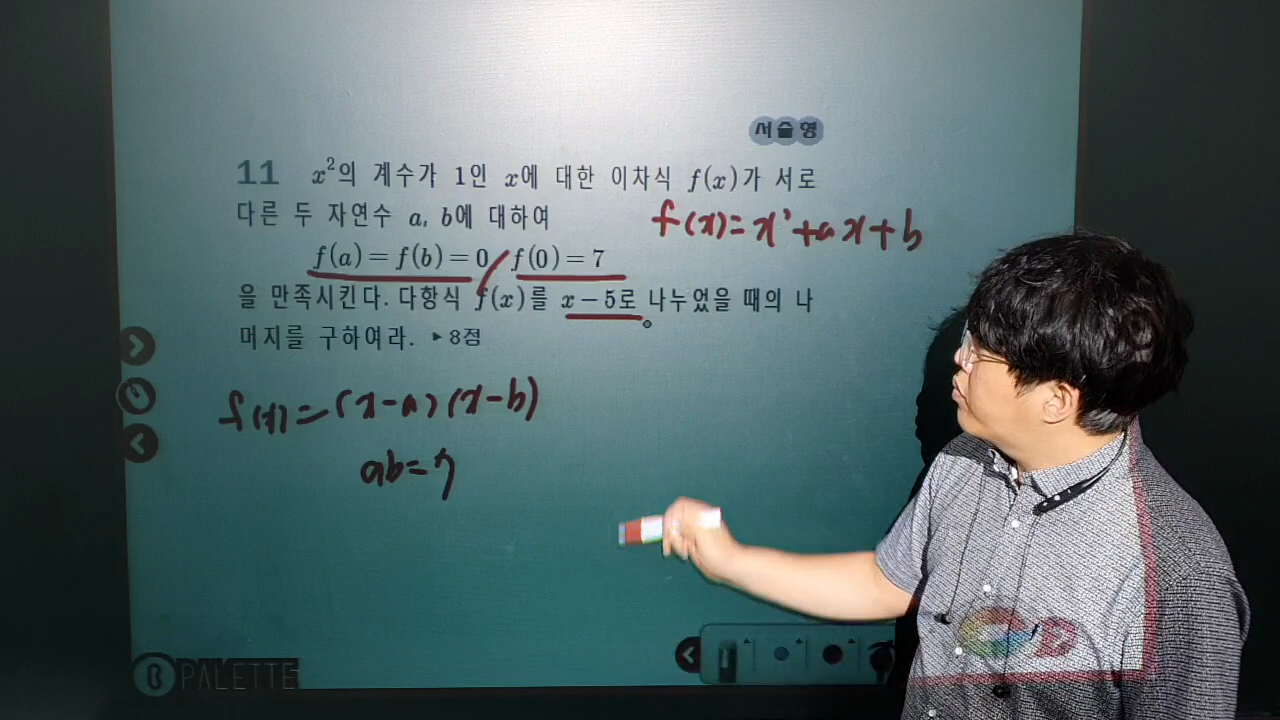 서술형
11 x²의 계수가 1인 x에 대한 이차식 f(x)가 서로
다른 두 자연수 a, b에 대하여
f(x)=x²+ax+b
f(a)=f(b)=0, f(0)=7
을 만족시킨다. 다항식 f(x)를 x-5로 나누었을 때의 나
머지를 구하여라. ▶8점
f(x)=(x-a)(x-b)
ab=7
PALETTE